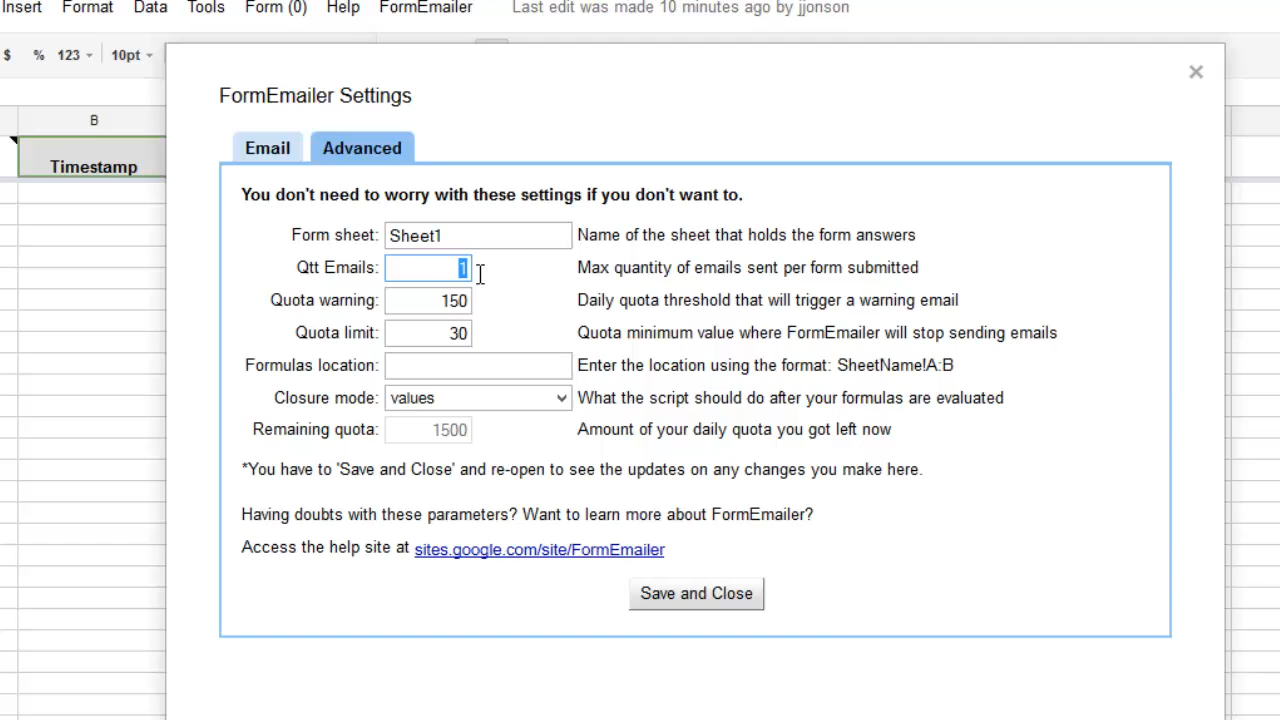 Insert Format Data Tools Form (0) Help FormEmailer Last edit was made 10 minutes ago by jjonson
$ % 123 10pt
FormEmailer Settings
B
Email Advanced
Timestamp
You don't need to worry with these settings if you don't want to.
Form sheet: Sheet1 Name of the sheet that holds the form answers
Qtt Emails: 1 Max quantity of emails sent per form submitted
Quota warning: 150 Daily quota threshold that will trigger a warning email
Quota limit: 30 Quota minimum value where FormEmailer will stop sending emails
Formulas location: Enter the location using the format: SheetName!A:B
Closure mode: values What the script should do after your formulas are evaluated
Remaining quota: 1500 Amount of your daily quota you got left now
*You have to 'Save and Close' and re-open to see the updates on any changes you make here.
Having doubts with these parameters? Want to learn more about FormEmailer?
Access the help site at sites.google.com/site/FormEmailer
Save and Close